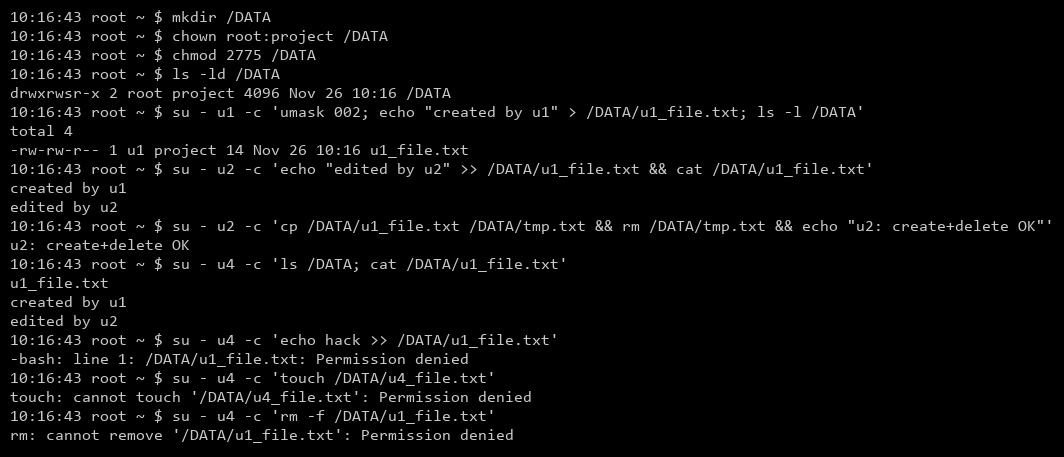 10:16:43 root ~ $ mkdir /DATA
10:16:43 root ~ $ chown root:project /DATA
10:16:43 root ~ $ chmod 2775 /DATA
10:16:43 root ~ $ ls -ld /DATA
drwxrwsr-x 2 root project 4096 Nov 26 10:16 /DATA
10:16:43 root ~ $ su - u1 -c 'umask 002; echo "created by u1" > /DATA/u1_file.txt; ls -l /DATA'
total 4
-rw-rw-r-- 1 u1 project 14 Nov 26 10:16 u1_file.txt
10:16:43 root ~ $ su - u2 -c 'echo "edited by u2" >> /DATA/u1_file.txt && cat /DATA/u1_file.txt'
created by u1
edited by u2
10:16:43 root ~ $ su - u2 -c 'cp /DATA/u1_file.txt /DATA/tmp.txt && rm /DATA/tmp.txt && echo "u2: create+delete OK"'
u2: create+delete OK
10:16:43 root ~ $ su - u4 -c 'ls /DATA; cat /DATA/u1_file.txt'
u1_file.txt
created by u1
edited by u2
10:16:43 root ~ $ su - u4 -c 'echo hack >> /DATA/u1_file.txt'
-bash: line 1: /DATA/u1_file.txt: Permission denied
10:16:43 root ~ $ su - u4 -c 'touch /DATA/u4_file.txt'
touch: cannot touch '/DATA/u4_file.txt': Permission denied
10:16:43 root ~ $ su - u4 -c 'rm -f /DATA/u1_file.txt'
rm: cannot remove '/DATA/u1_file.txt': Permission denied